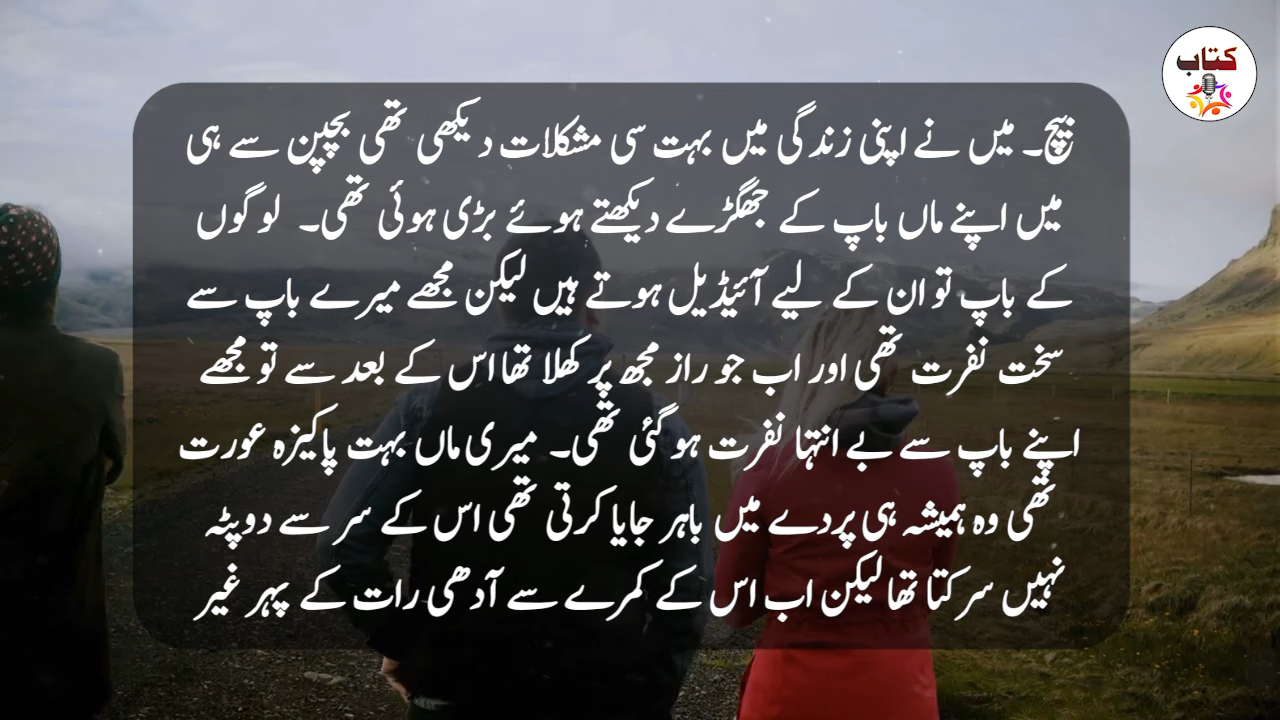 کتاب
بیچ۔ میں نے اپنی زندگی میں بہت سی مشکلات دیکھی تھی بچپن سے ہی
میں اپنے ماں باپ کے جھگڑے دیکھتے ہوئے بڑی ہوئی تھی۔ لوگوں
کے باپ تو ان کے لیے آئیڈیل ہوتے ہیں لیکن مجھے میرے باپ سے
سخت نفرت تھی اور اب جو راز مجھ پر کھلا تھا اس کے بعد سے تو مجھے
اپنے باپ سے بے انتہا نفرت ہو گئی تھی۔ میری ماں بہت پاکیزہ عورت
تھی وہ ہمیشہ ہی پردے میں باہر جایا کرتی تھی اس کے سر سے دوپٹہ
نہیں سرکتا تھا لیکن اب اس کے کمرے سے آدھی رات کے پہر غیر